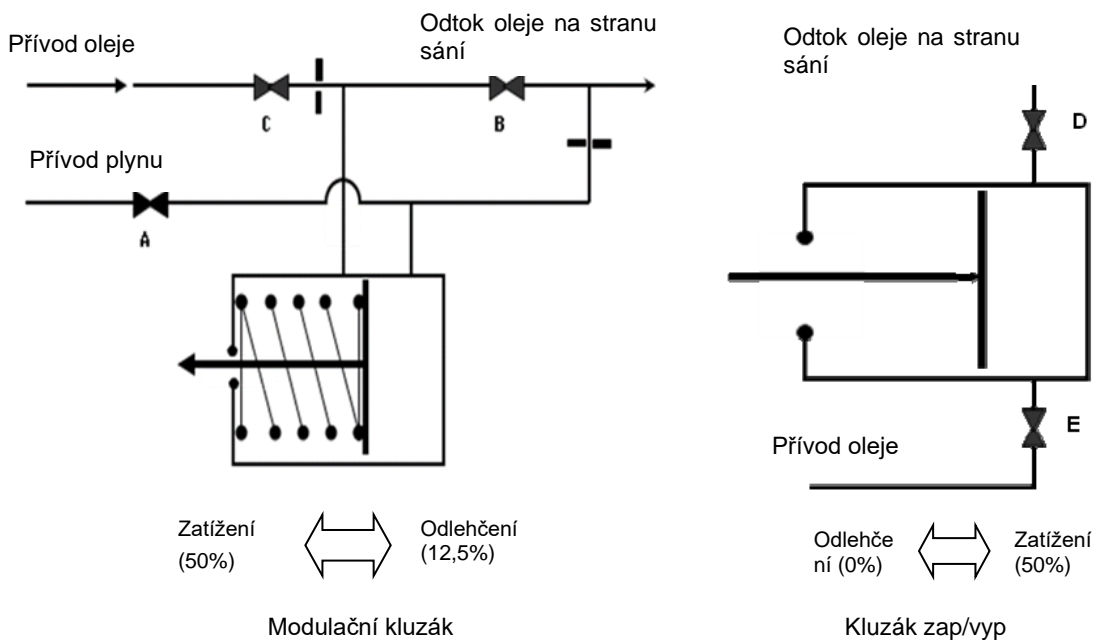 Přívod oleje
Odtok oleje na stranu
sání
C
B
Přívod plynu
A
Zatížení
(50%)
Odlehčení
(12,5%)
Modulační kluzák
Odtok oleje na stranu
sání
D
E
Přívod oleje
Odlehče
ní (0%)
Zatížení
(50%)
Kluzák zap/vyp